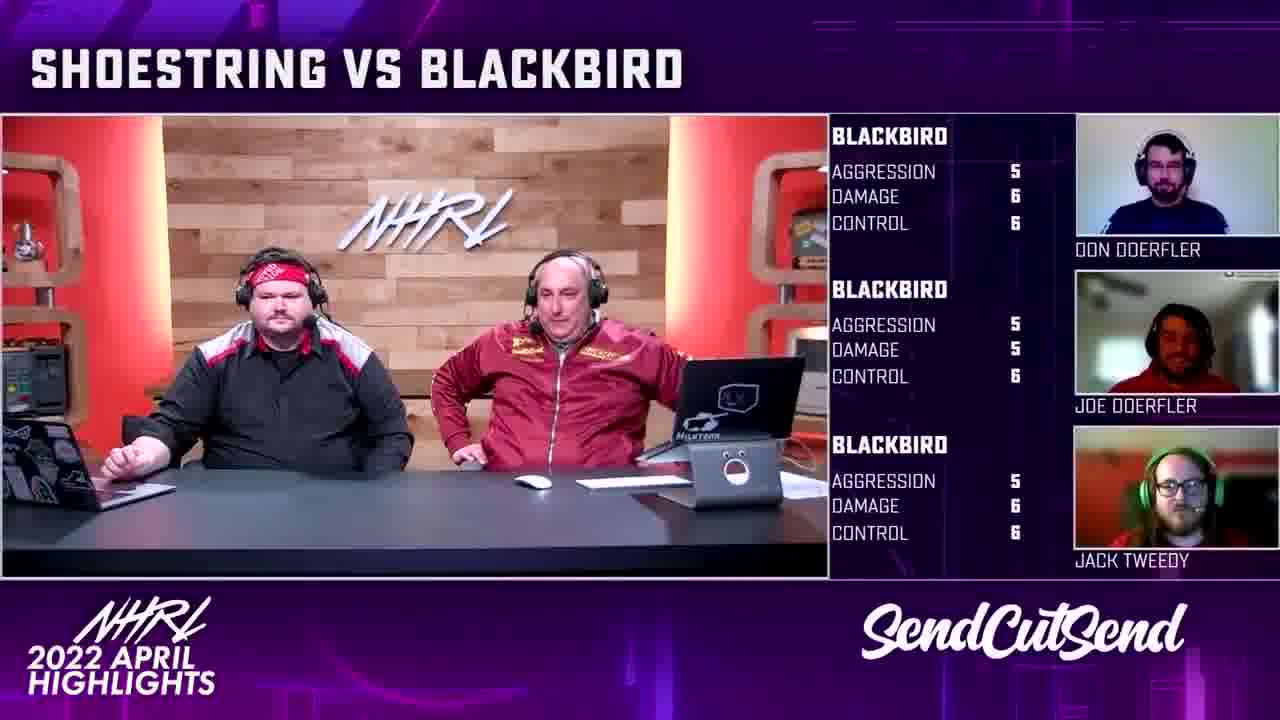 SHOESTRING VS BLACKBIRD
NHRL
BLACKBIRD
AGGRESSION 5
DAMAGE 6
CONTROL 6
DON DOERFLER
BLACKBIRD
AGGRESSION 5
DAMAGE 5
CONTROL 6
JOE DOERFLER
BLACKBIRD
AGGRESSION 5
DAMAGE 6
CONTROL 6
JACK TWEEDY
MILKTANK
NHRL
2022 APRIL
HIGHLIGHTS
SendCutSend